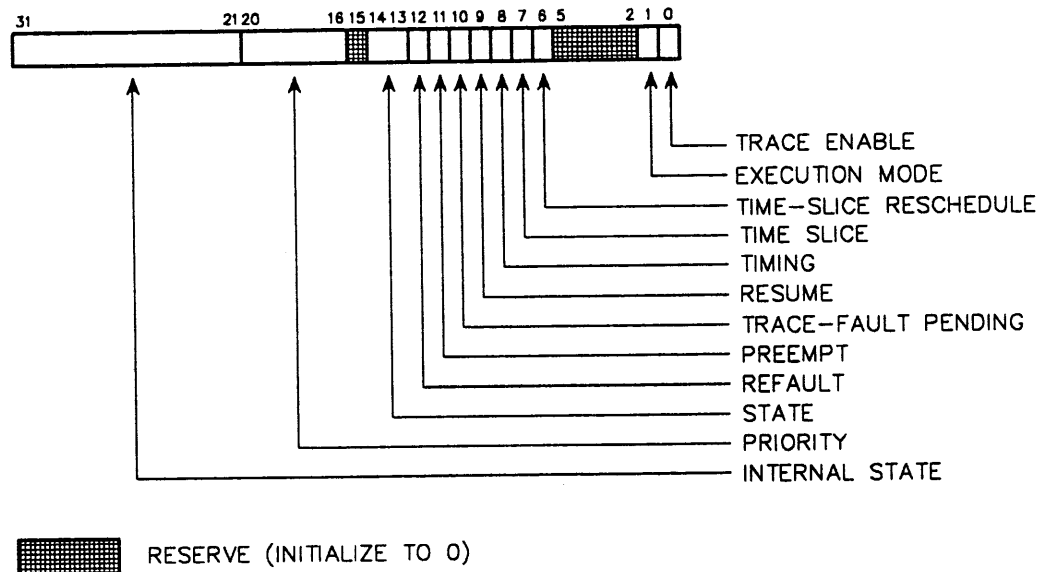 31 21 20 16 15 14 13 12 11 10 9 8 7 6 5 2 1 0
TRACE ENABLE
EXECUTION MODE
TIME-SLICE RESCHEDULE
TIME SLICE
TIMING
RESUME
TRACE-FAULT PENDING
PREEMPT
REFAULT
STATE
PRIORITY
INTERNAL STATE
RESERVE (INITIALIZE TO 0)